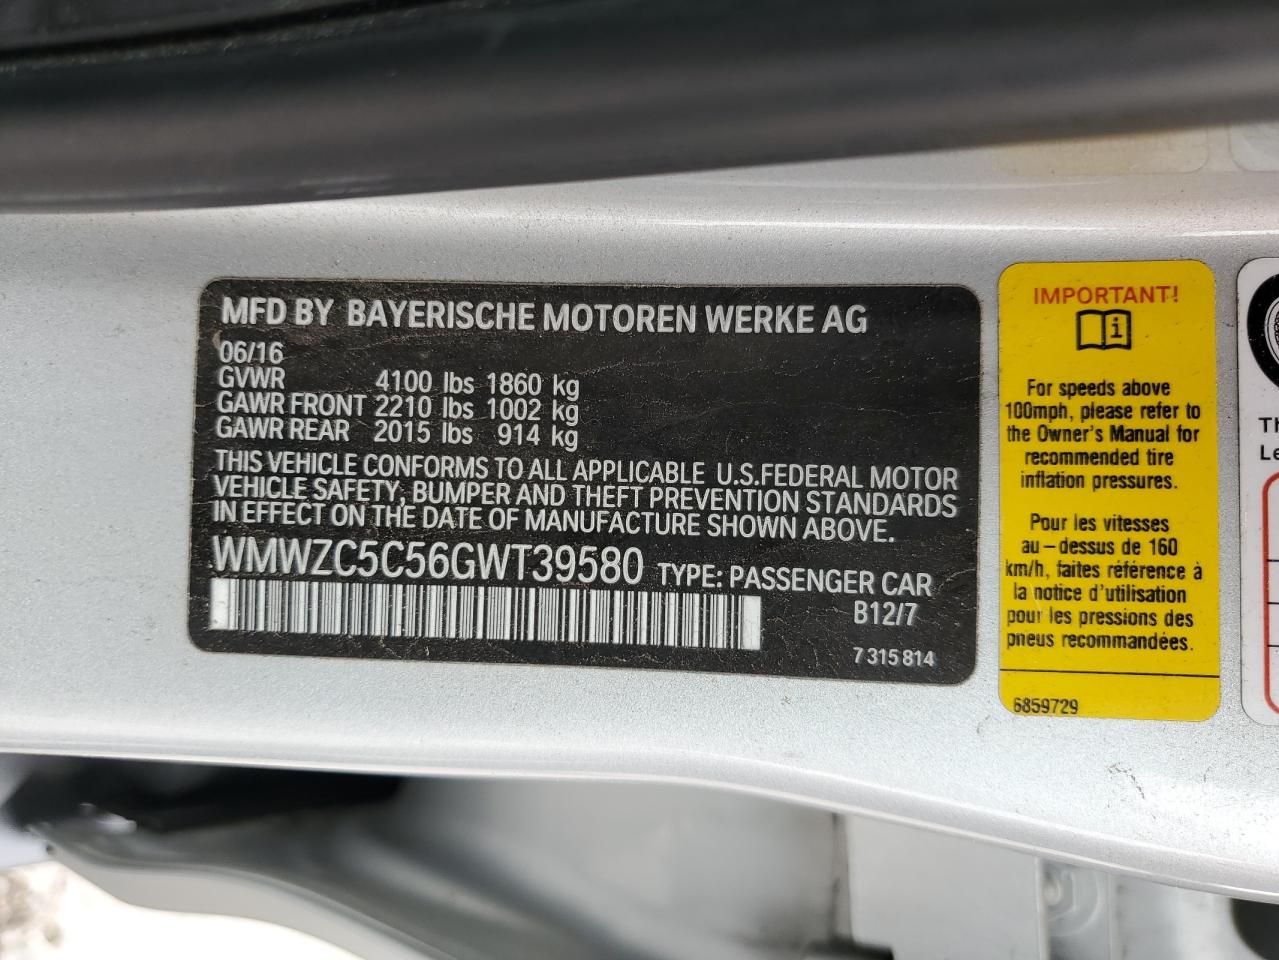 MFD BY BAYERISCHE MOTOREN WERKE AG
06/16
GVWR 4100 lbs 1860 kg
GAWR FRONT 2210 lbs 1002 kg
GAWR REAR 2015 lbs 914 kg
THIS VEHICLE CONFORMS TO ALL APPLICABLE U.S.FEDERAL MOTOR
VEHICLE SAFETY, BUMPER AND THEFT PREVENTION STANDARDS
IN EFFECT ON THE DATE OF MANUFACTURE SHOWN ABOVE.
WMWZC5C56GWT39580 TYPE: PASSENGER CAR
B12/7
7 315 814
IMPORTANT!
i
For speeds above
100mph, please refer to
the Owner's Manual for
recommended tire
inflation pressures.
Pour les vitesses
au-dessus de 160
km/h, faites référence à
la notice d'utilisation
pour les pressions des
pneus recommandées.
6859729